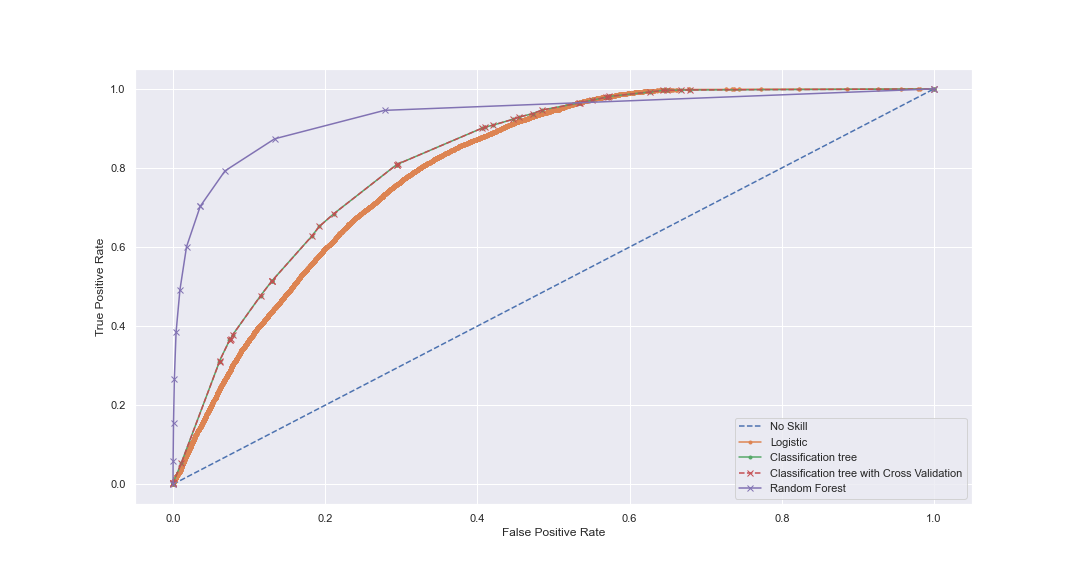 1.0
0.8
0.6
0.4
0.2
0.0
True Positive Rate
0.0 0.2 0.4 0.6 0.8 1.0
False Positive Rate
No Skill
Logistic
Classification tree
Classification tree with Cross Validation
Random Forest